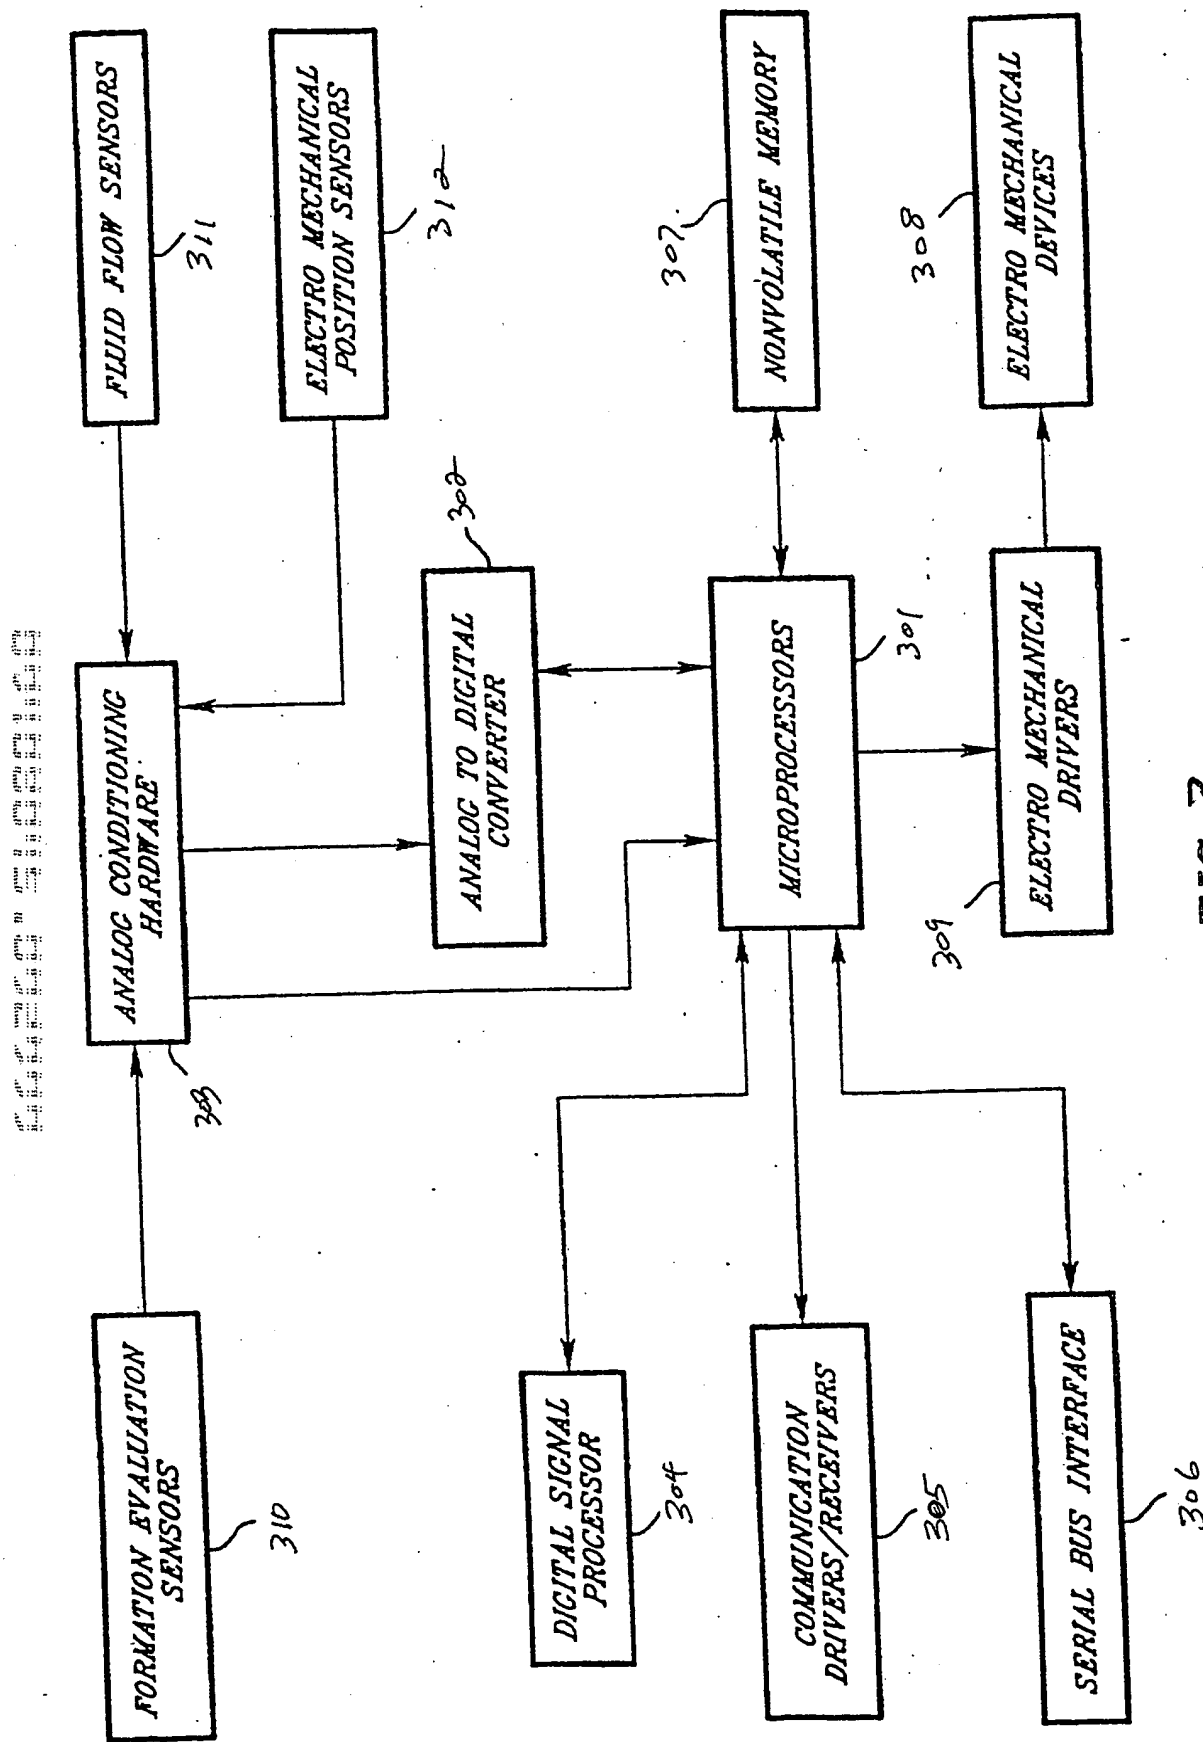 FORMATION EVALUATION
SENSORS
310
ANALOG CONDITIONING
HARDWARE
303
FLUID FLOW SENSORS
311
ELECTRO MECHANICAL
POSITION SENSORS
312
ANALOG TO DIGITAL
CONVERTER
302
DIGITAL SIGNAL
PROCESSOR
304
MICROPROCESSORS
301
NONVOLATILE MEMORY
307
COMMUNICATION
DRIVERS/RECEIVERS
305
SERIAL BUS INTERFACE
306
ELECTRO MECHANICAL
DRIVERS
309
ELECTRO MECHANICAL
DEVICES
308